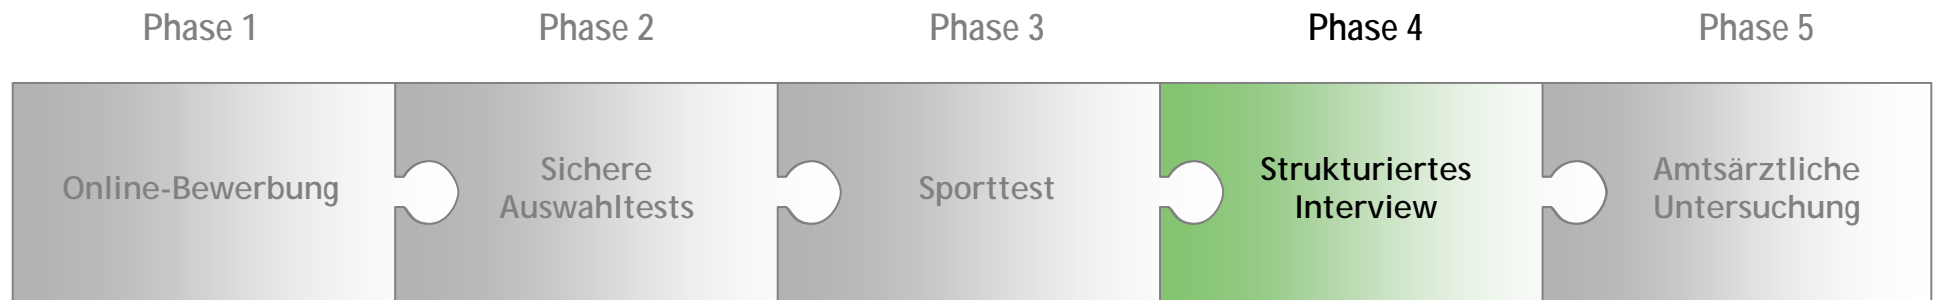 Phase 1
Phase 2
Phase 3
Phase 4
Phase 5
Online-Bewerbung
Sichere
Auswahltests
Sporttest
Strukturiertes
Interview
Amtsärztliche
Untersuchung